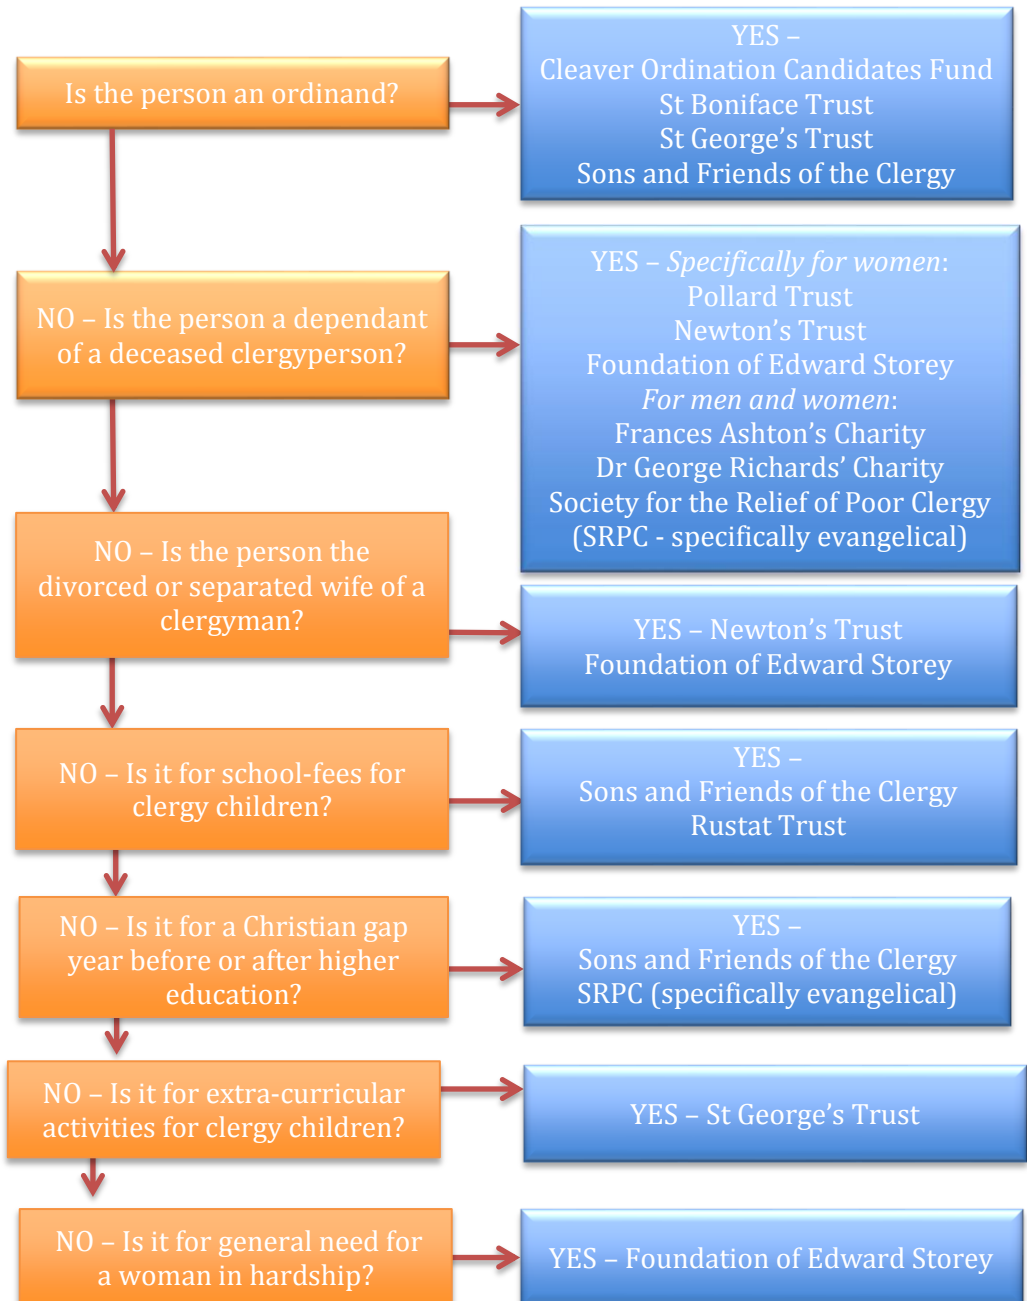 Is the person an ordinand?
YES –
Cleaver Ordination Candidates Fund
St Boniface Trust
St George’s Trust
Sons and Friends of the Clergy
NO – Is the person a dependant
of a deceased clergyperson?
YES – Specifically for women:
Pollard Trust
Newton’s Trust
Foundation of Edward Storey
For men and women:
Frances Ashton’s Charity
Dr George Richards’ Charity
Society for the Relief of Poor Clergy
(SRPC - specifically evangelical)
NO – Is the person the
divorced or separated wife of a
clergyman?
YES – Newton’s Trust
Foundation of Edward Storey
NO – Is it for school-fees for
clergy children?
YES –
Sons and Friends of the Clergy
Rustat Trust
NO – Is it for a Christian gap
year before or after higher
education?
YES –
Sons and Friends of the Clergy
SRPC (specifically evangelical)
NO – Is it for extra-curricular
activities for clergy children?
YES – St George’s Trust
NO – Is it for general need for
a woman in hardship?
YES – Foundation of Edward Storey